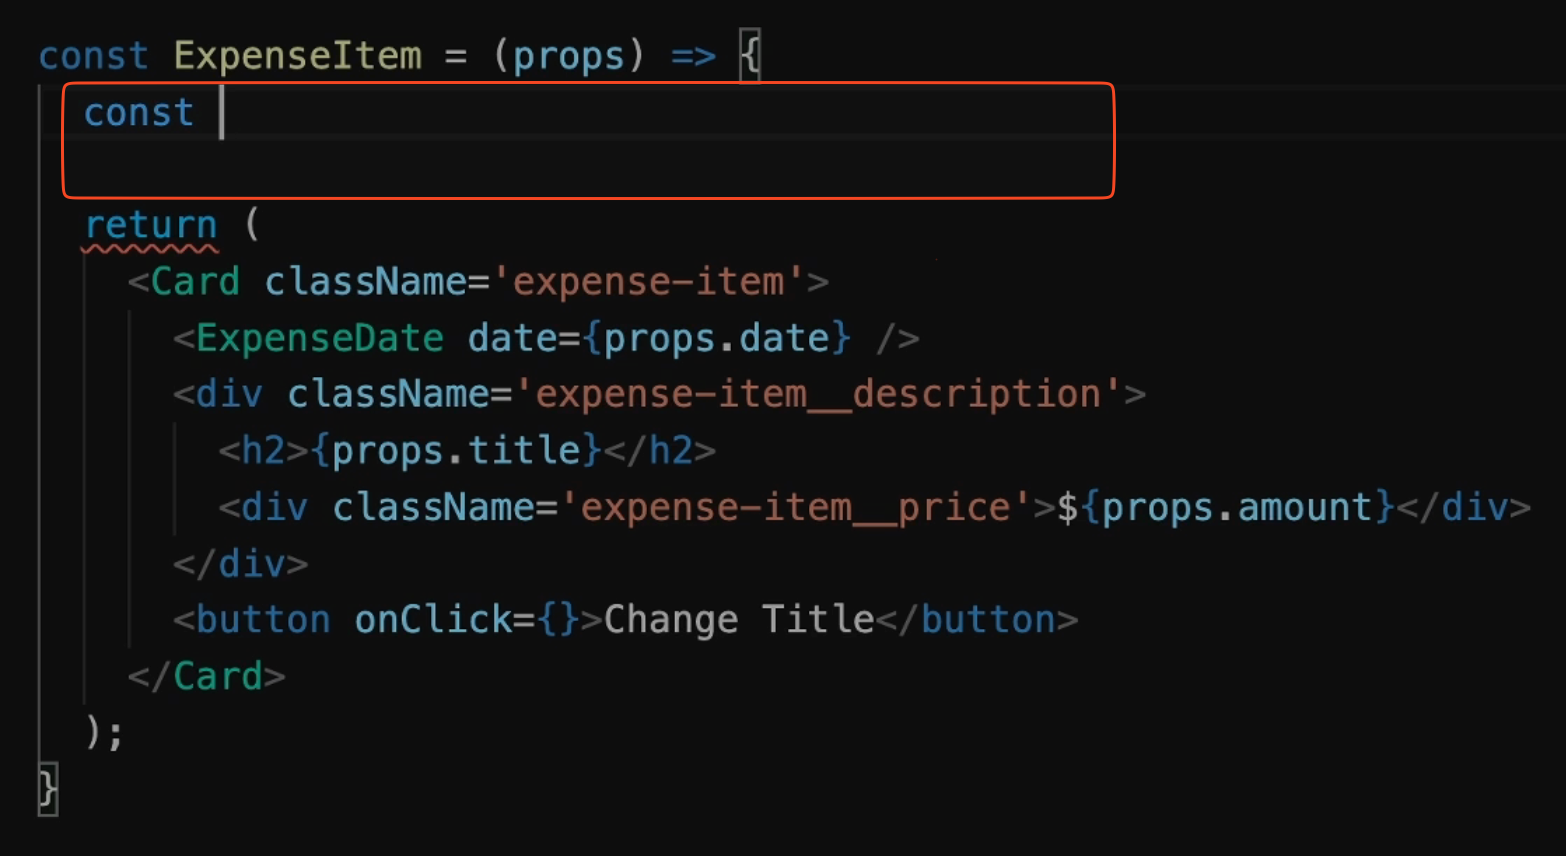 const ExpenseItem = (props) => {
const
return (
<Card className='expense-item'>
<ExpenseDate date={props.date} />
<div className='expense-item__description'>
<h2>{props.title}</h2>
<div className='expense-item__price'>${props.amount}</div>
</div>
<button onClick={}>Change Title</button>
</Card>
);
}